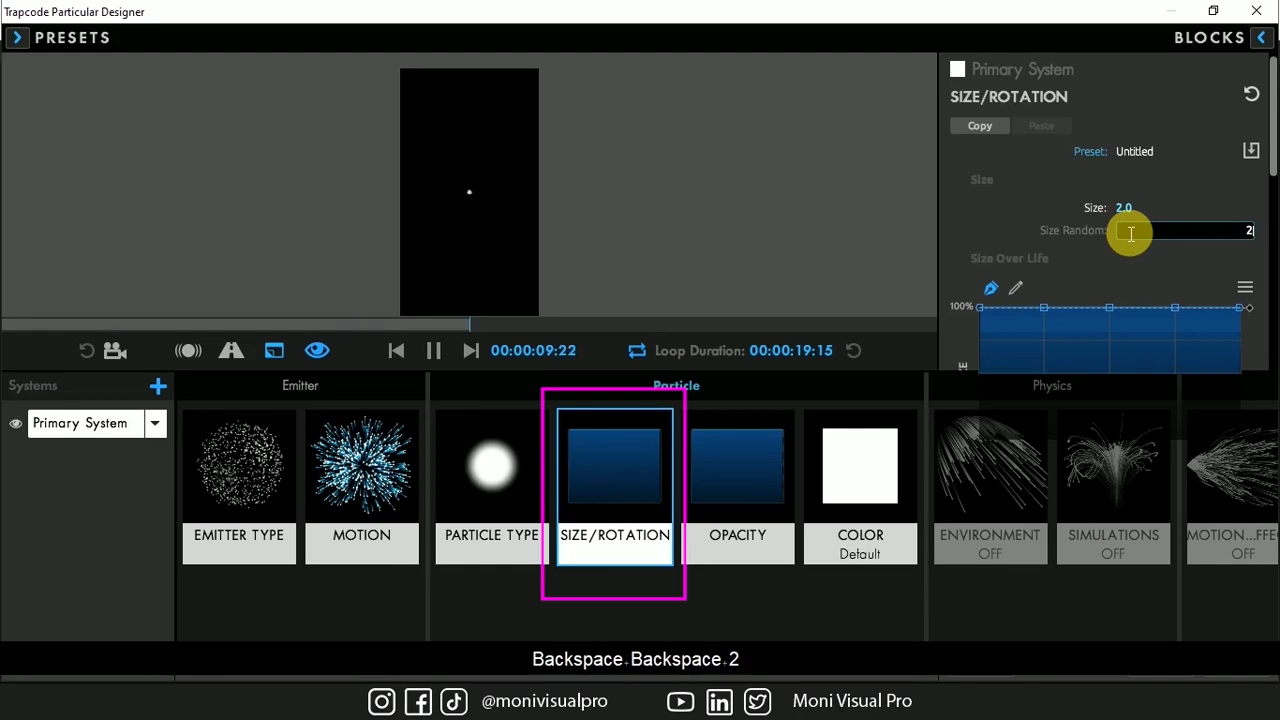 Trapcode Particular Designer
PRESETS
BLOCKS
Primary System
SIZE/ROTATION
Copy
Paste
Preset: Untitled
Size
Size: 2.0
Size Random: 2
Size Over Life
100%
00:00:09:22
Loop Duration: 00:00:19:15
Systems
Emitter
Particle
Physics
Primary System
EMITTER TYPE
MOTION
PARTICLE TYPE
SIZE/ROTATION
OPACITY
COLOR
Default
ENVIRONMENT
OFF
SIMULATIONS
OFF
MOTION...FFE
OFF
Backspace+Backspace+2
@monivisualpro
Moni Visual Pro